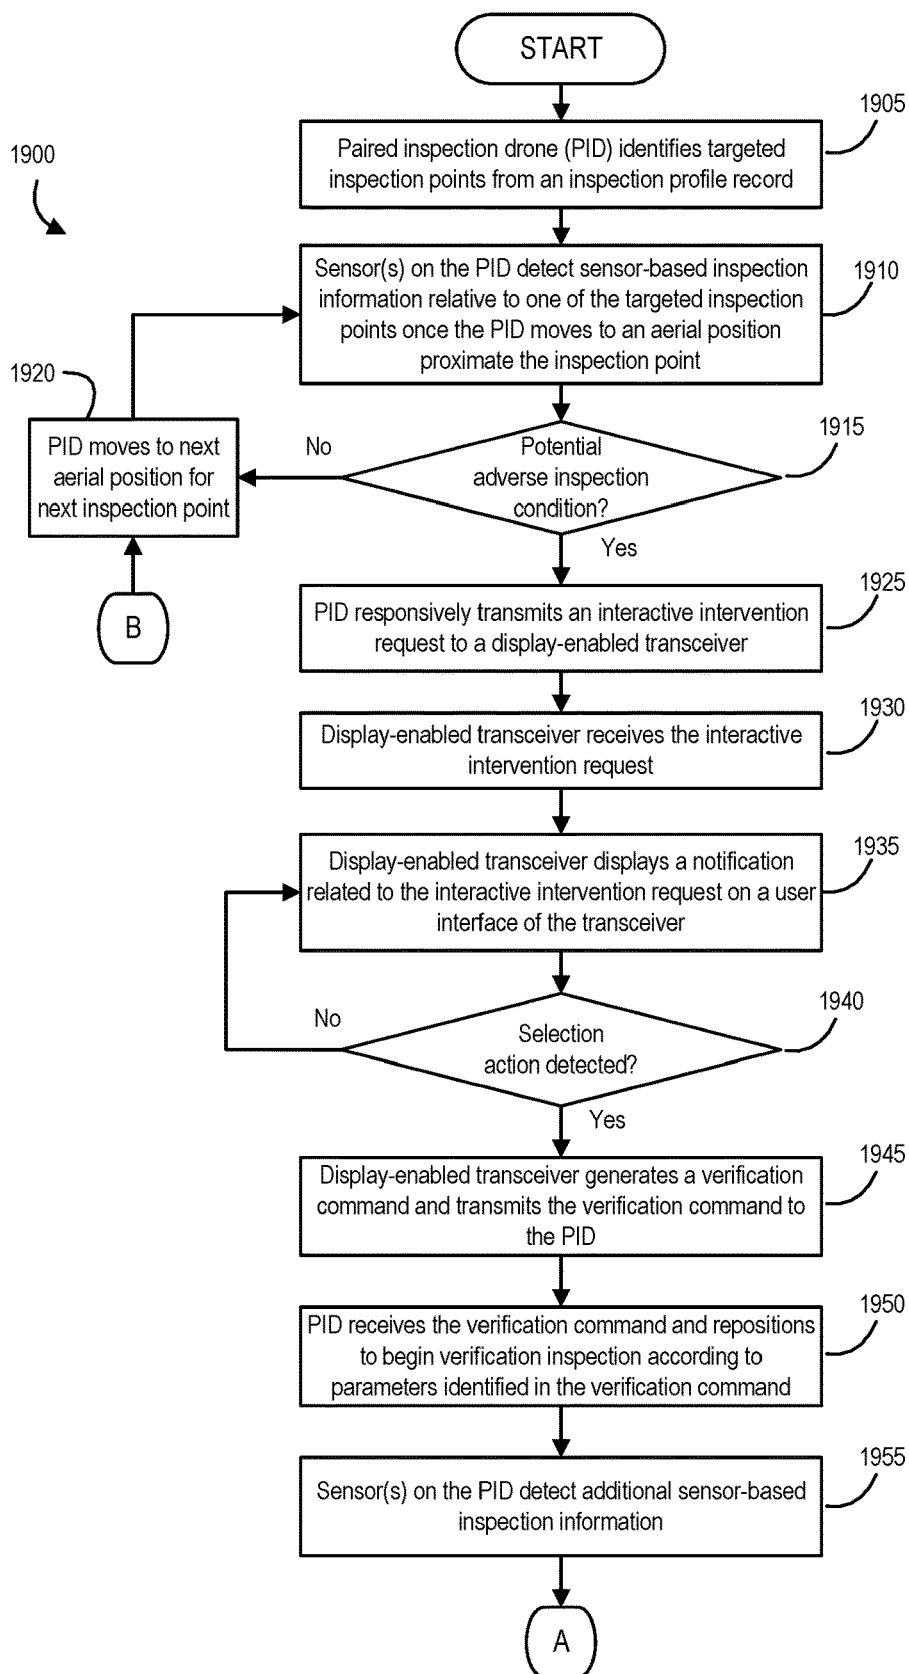 START
1905
Paired inspection drone (PID) identifies targeted
inspection points from an inspection profile record
1900
Sensor(s) on the PID detect sensor-based inspection
information relative to one of the targeted inspection
points once the PID moves to an aerial position
proximate the inspection point
1910
1920
PID moves to next
aerial position for
next inspection point
No
Potential
adverse inspection
condition?
1915
Yes
B
1925
PID responsively transmits an interactive intervention
request to a display-enabled transceiver
1930
Display-enabled transceiver receives the interactive
intervention request
1935
Display-enabled transceiver displays a notification
related to the interactive intervention request on a user
interface of the transceiver
No
Selection
action detected?
1940
Yes
1945
Display-enabled transceiver generates a verification
command and transmits the verification command to
the PID
1950
PID receives the verification command and repositions
to begin verification inspection according to
parameters identified in the verification command
1955
Sensor(s) on the PID detect additional sensor-based
inspection information
A